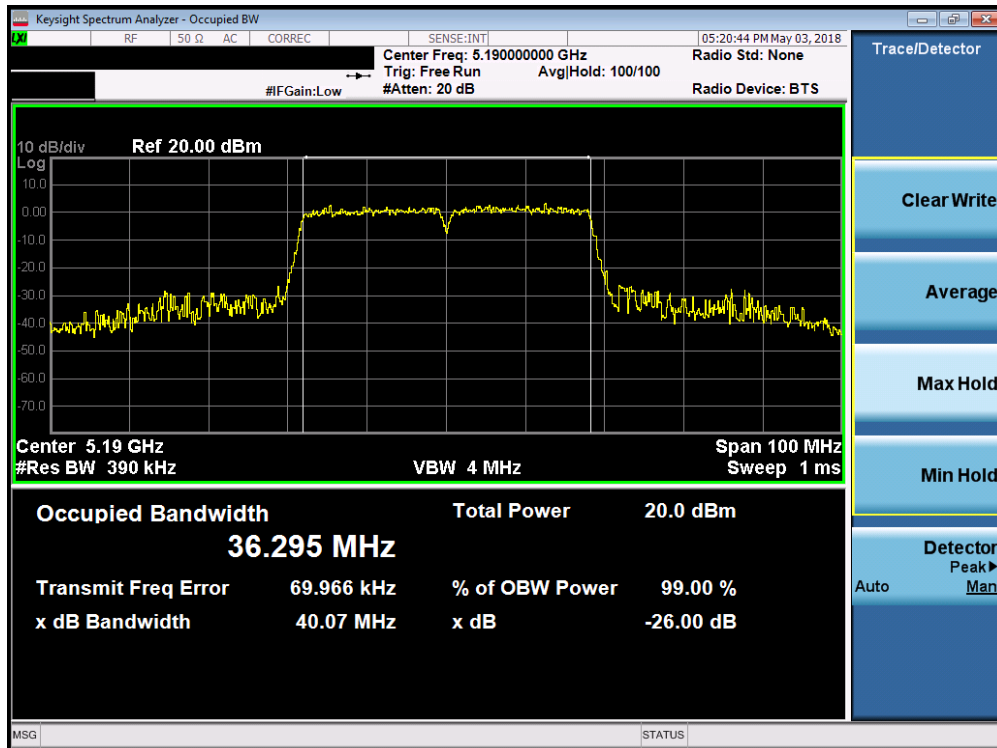 Keysight Spectrum Analyzer - Occupied BW
LXI RF 50 Ω AC CORREC SENSE:INT 05:20:44 PM May 03, 2018
Center Freq: 5.190000000 GHz Radio Std: None
Trig: Free Run Avg|Hold: 100/100
#IFGain:Low #Atten: 20 dB Radio Device: BTS
Trace/Detector
10 dB/div Ref 20.00 dBm
Log
10.0
0.00
-10.0
-20.0
-30.0
-40.0
-50.0
-60.0
-70.0
Center 5.19 GHz Span 100 MHz
#Res BW 390 kHz VBW 4 MHz Sweep 1 ms
Occupied Bandwidth Total Power 20.0 dBm
36.295 MHz
Transmit Freq Error 69.966 kHz % of OBW Power 99.00 %
x dB Bandwidth 40.07 MHz x dB -26.00 dB
Clear Write
Average
Max Hold
Min Hold
Detector
Peak▶
Auto Man
MSG STATUS